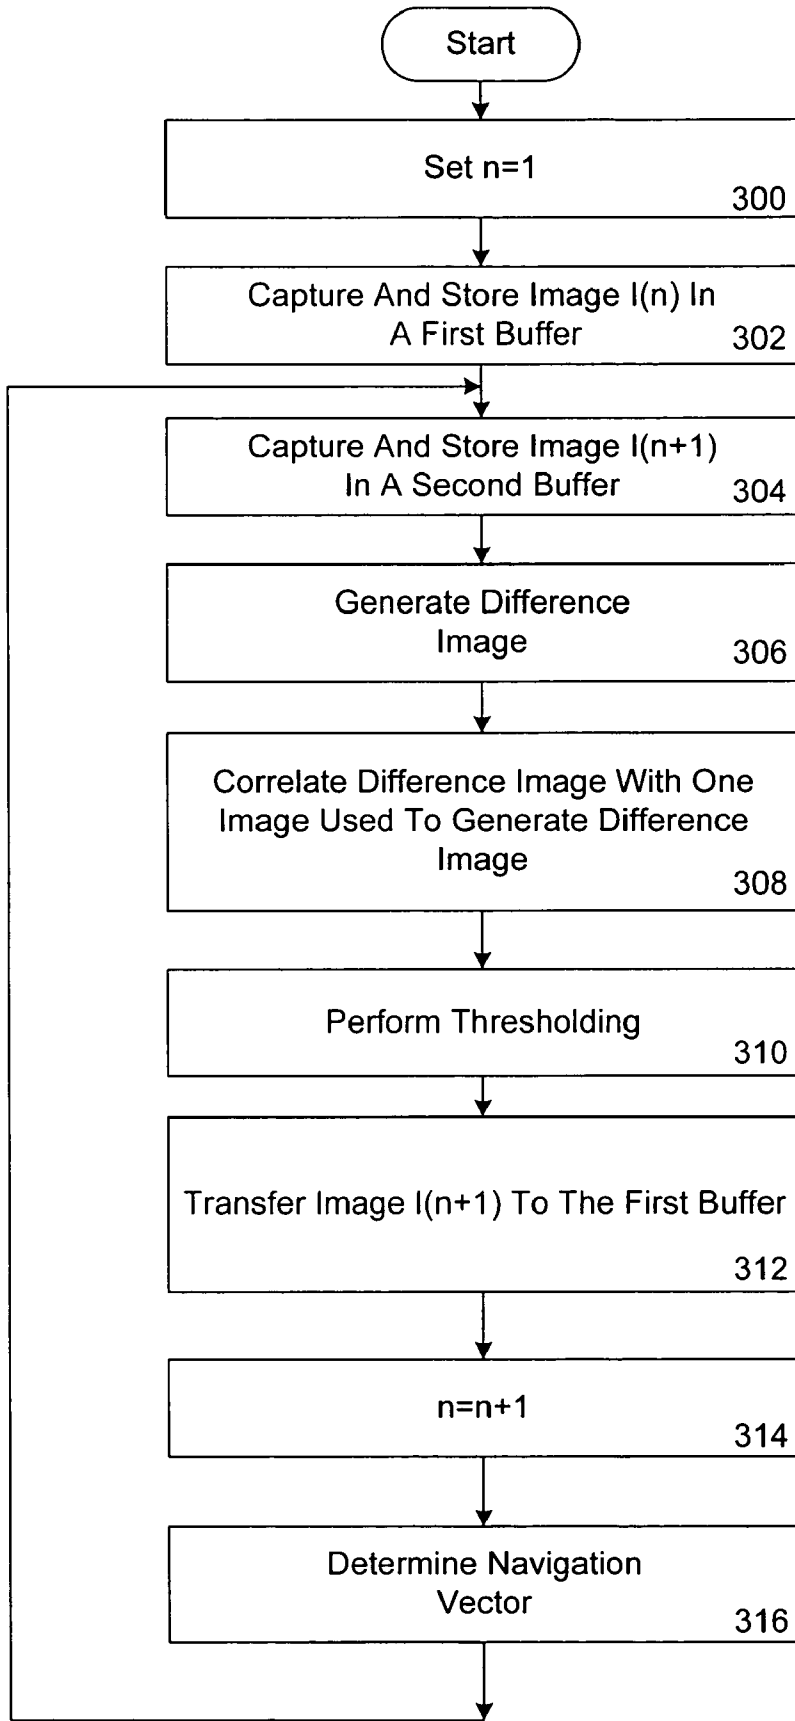 Start
Set n=1
300
Capture And Store Image I(n) In
A First Buffer
302
Capture And Store Image I(n+1)
In A Second Buffer
304
Generate Difference
Image
306
Correlate Difference Image With One
Image Used To Generate Difference
Image
308
Perform Thresholding
310
Transfer Image I(n+1) To The First Buffer
312
n=n+1
314
Determine Navigation
Vector
316